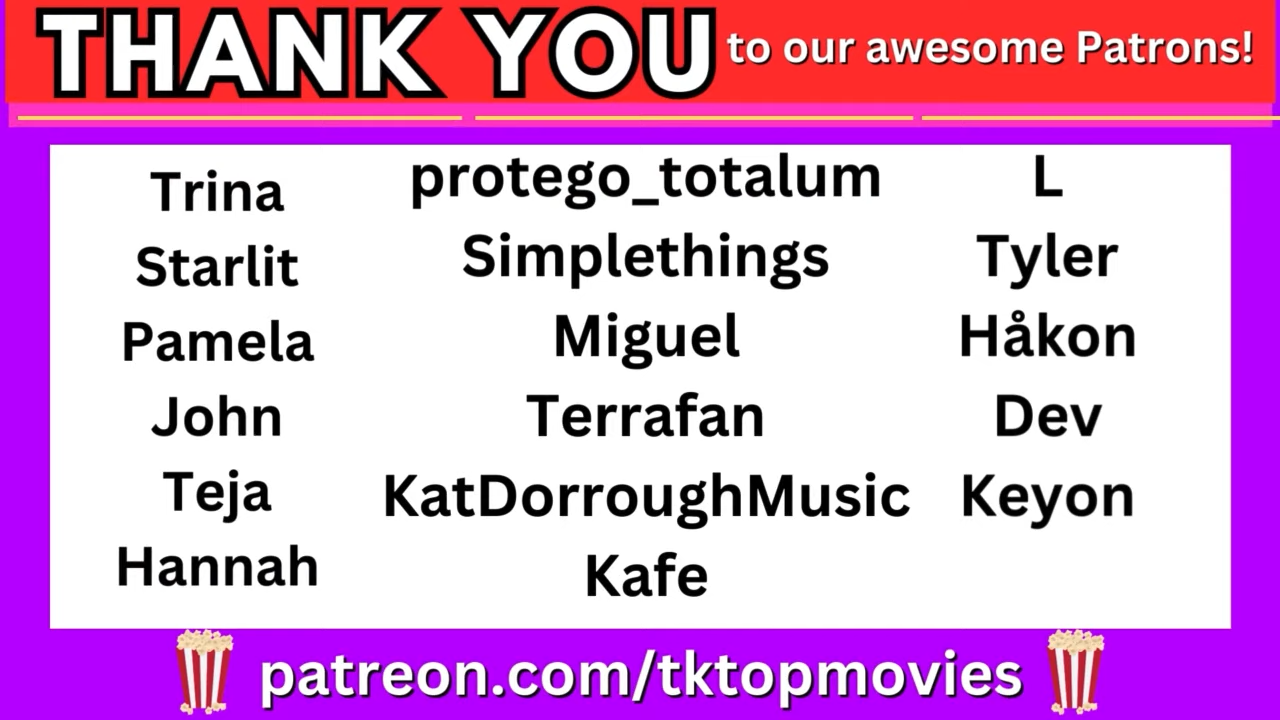 THANK YOU to our awesome Patrons!
Trina
Starlit
Pamela
John
Teja
Hannah
protego_totalum
Simplethings
Miguel
Terrafan
KatDorroughMusic
Kafe
L
Tyler
Håkon
Dev
Keyon
patreon.com/tktopmovies